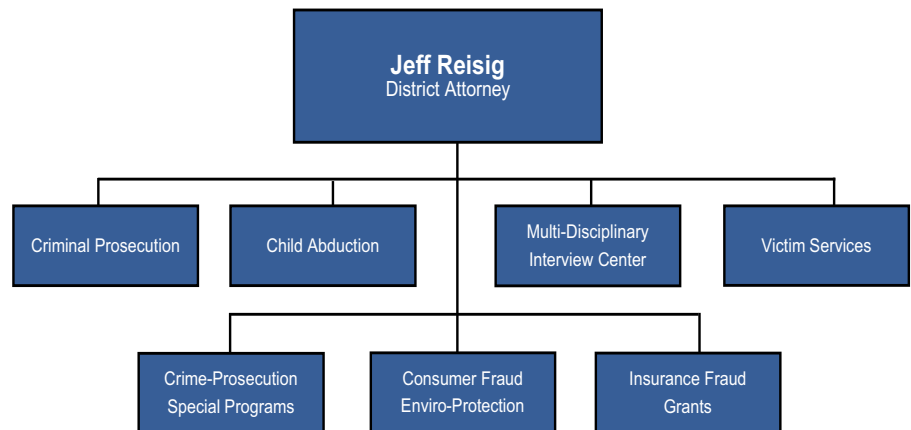 Jeff Reisig
District Attorney
Criminal Prosecution
Child Abduction
Multi-Disciplinary
Interview Center
Victim Services
Crime-Prosecution
Special Programs
Consumer Fraud
Enviro-Protection
Insurance Fraud
Grants